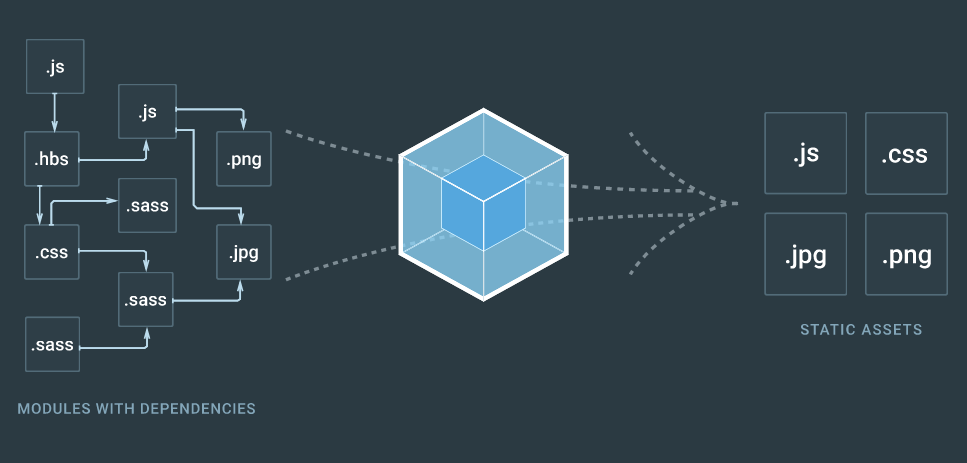 .js
.js
.hbs
.png
.sass
.css
.jpg
.sass
.sass
MODULES WITH DEPENDENCIES
.js
.css
.jpg
.png
STATIC ASSETS